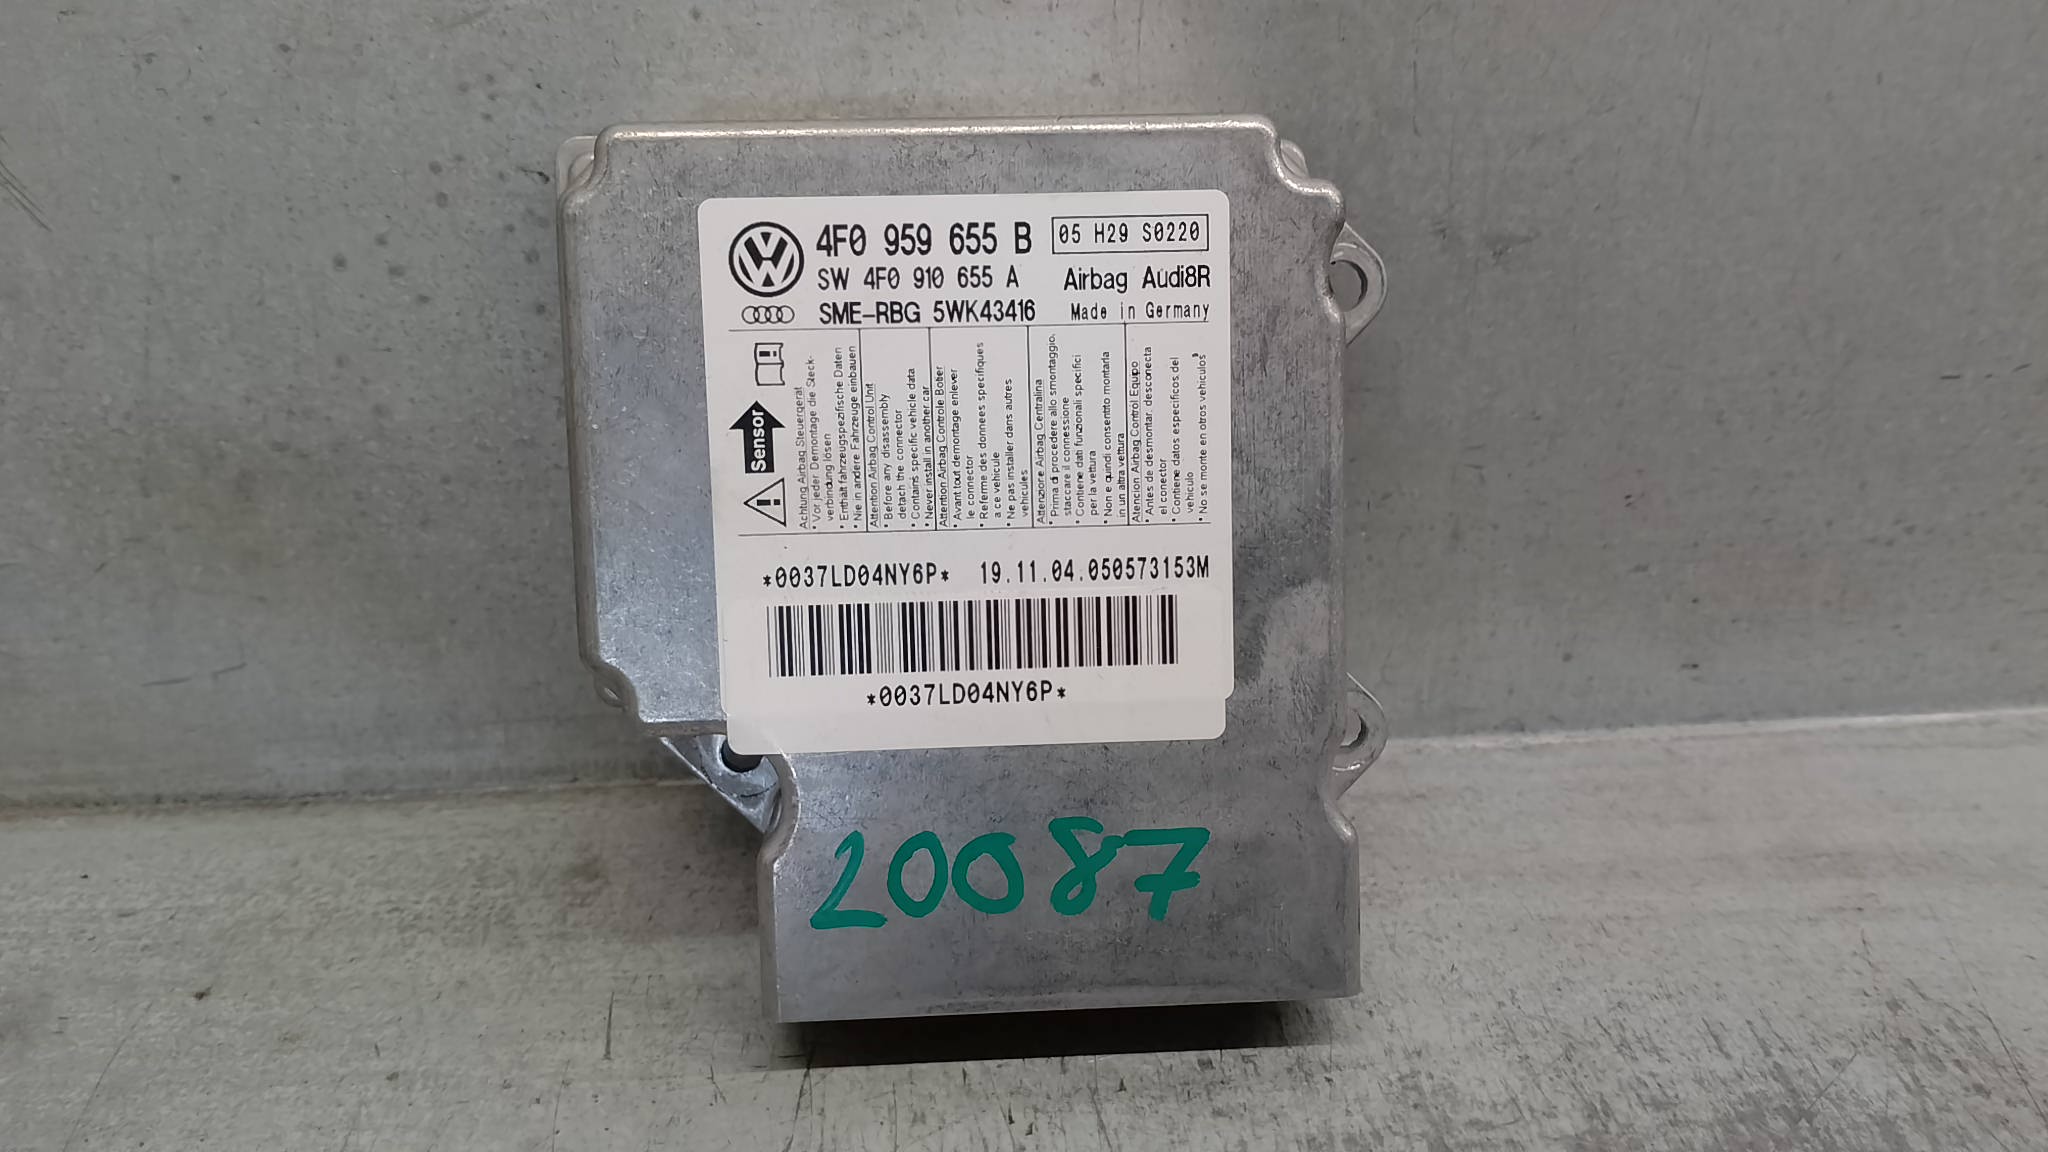 4F0 959 655 B
05 H29 S0220
SW 4F0 910 655 A
Airbag Audi8R
SME-RBG 5WK43416
Made in Germany
Sensor
Achtung Airbag Steuergerät
• Vor jeder Demontage die Steck-
verbindung lösen
• Enthält fahrzeugspezifische Daten
• Nie in andere Fahrzeuge einbauen
Attention Airbag Control Unit
• Before any disassembly
detach the connector
• Contains specific vehicle data
• Never install in another car
Attention Airbag Controle Boitier
• Avant tout demontage enlever
le connector
• Referme des donnees specifiques
a ce vehicule
• Ne pas installer dans autres
vehicules
Attenzione Airbag Centralina
• Prima di procedere allo smontaggio,
staccare il connessione
• Contiene dati funzionali specifici
per la vettura
• Non e quindi consentito montarla
in un altra vettura
Atencion Airbag Control Equipo
• Antes de desmontar, desconecta
el conector
• Contiene datos especificos del
vehiculo
• No se monte en otros vehiculos
*0037LD04NY6P* 19.11.04.050573153M
*0037LD04NY6P*
20087